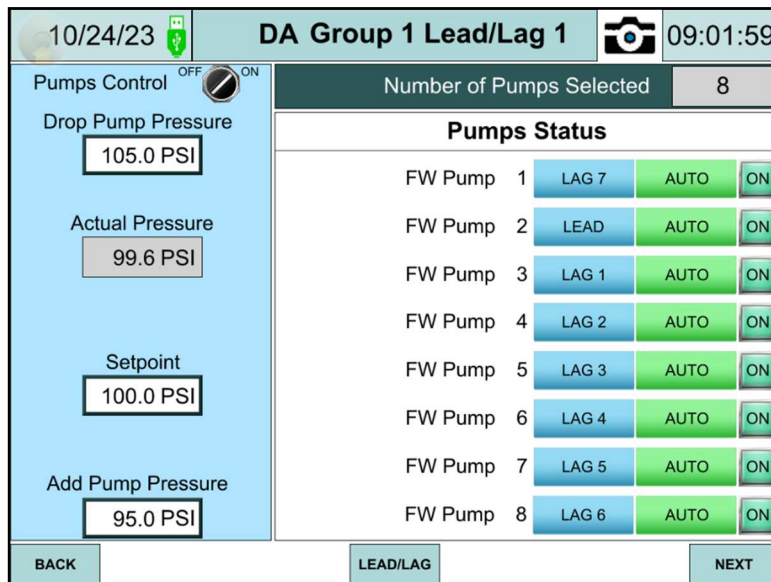 10/24/23
DA Group 1 Lead/Lag 1
09:01:59
Pumps Control OFF ON
Number of Pumps Selected 8
Drop Pump Pressure
105.0 PSI
Actual Pressure
99.6 PSI
Setpoint
100.0 PSI
Add Pump Pressure
95.0 PSI
Pumps Status
FW Pump 1 LAG 7 AUTO ON
FW Pump 2 LEAD AUTO ON
FW Pump 3 LAG 1 AUTO ON
FW Pump 4 LAG 2 AUTO ON
FW Pump 5 LAG 3 AUTO ON
FW Pump 6 LAG 4 AUTO ON
FW Pump 7 LAG 5 AUTO ON
FW Pump 8 LAG 6 AUTO ON
BACK
LEAD/LAG
NEXT